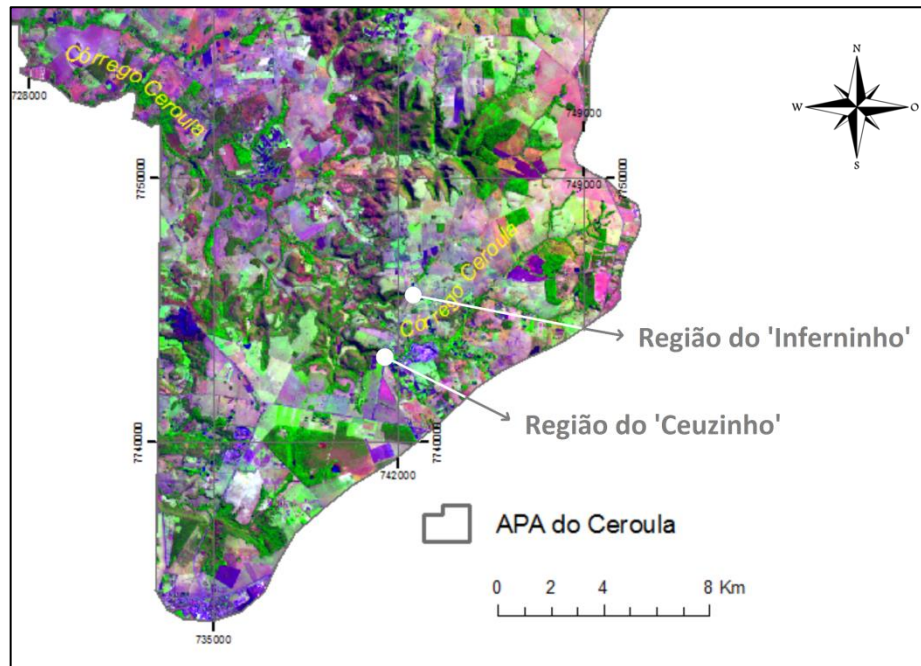 Córrego Ceroula
728000
N
W
O
S
749000
7750000
7750000
Córrego Ceroula
Região do 'Inferninho'
Região do 'Ceuzinho'
7740000
7740000
742000
APA do Ceroula
0 2 4 8 Km
735000